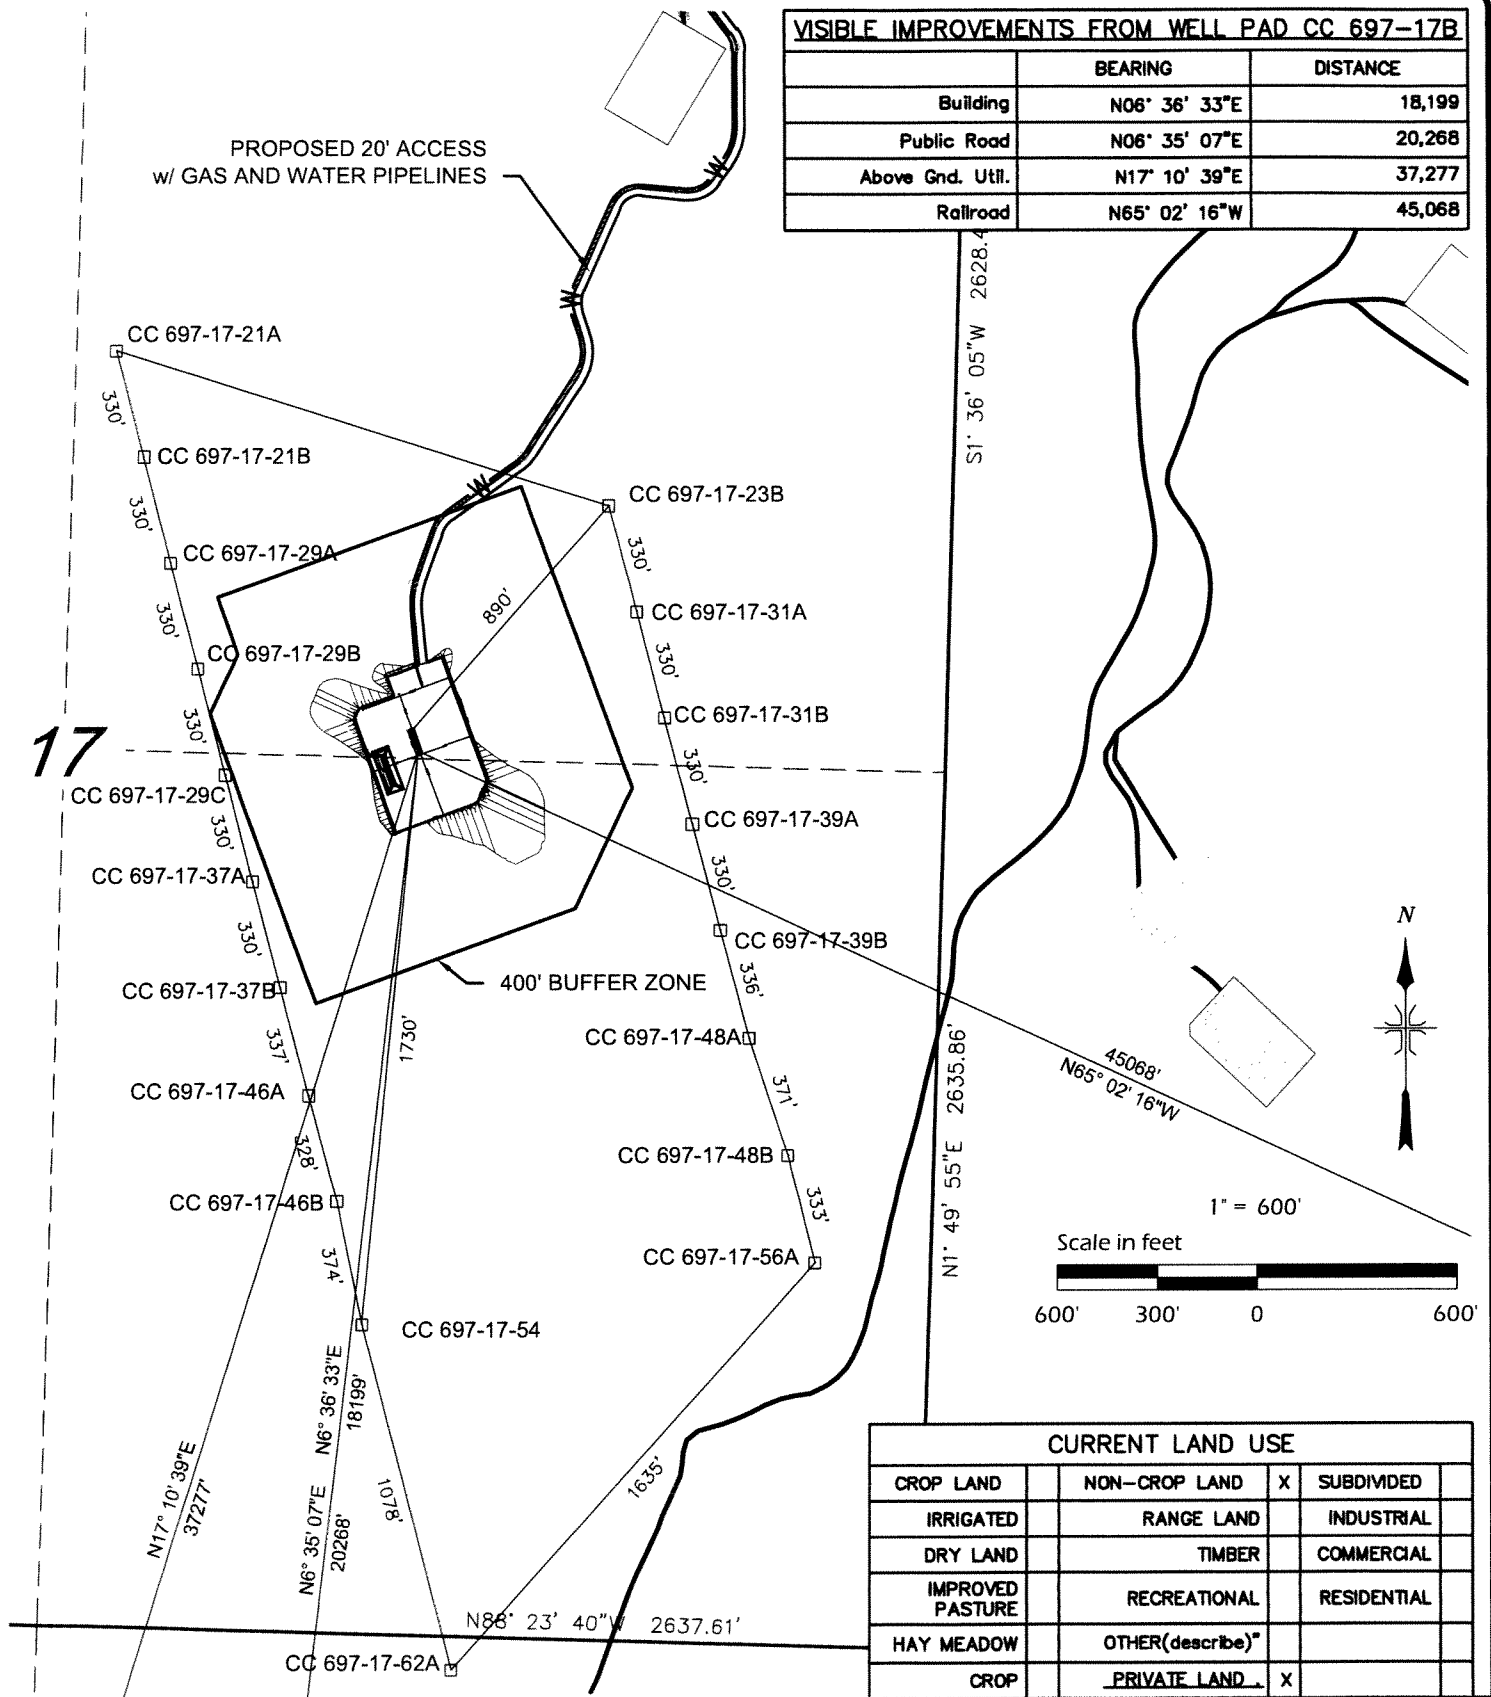 VISIBLE IMPROVEMENTS FROM WELL PAD CC 697-17B
BEARING DISTANCE
Building N06° 36' 33"E 18,199
Public Road N06° 35' 07"E 20,268
Above Gnd. Util. N17° 10' 39"E 37,277
Railroad N65° 02' 16"W 45,068
PROPOSED 20' ACCESS
w/ GAS AND WATER PIPELINES
W
W
W
S1° 36' 05"W 2628.4
CC 697-17-21A
330'
CC 697-17-21B
330'
CC 697-17-29A
330'
CC 697-17-29B
330'
CC 697-17-29C
330'
CC 697-17-37A
330'
CC 697-17-37B
337'
CC 697-17-46A
328'
CC 697-17-46B
374'
CC 697-17-54
1078'
CC 697-17-62A
CC 697-17-23B
890'
330'
CC 697-17-31A
330'
CC 697-17-31B
330'
CC 697-17-39A
330'
CC 697-17-39B
336'
CC 697-17-48A
371'
CC 697-17-48B
333'
CC 697-17-56A
1635'
17
400' BUFFER ZONE
1730'
45068'
N65° 02' 16"W
N1° 49' 55"E 2635.86'
N
1" = 600'
Scale in feet
600' 300' 0 600'
N6° 36' 33"E
18199'
N6° 35' 07"E
20268'
N17° 10' 39"E
37277'
N88° 23' 40"W 2637.61'
CURRENT LAND USE
CROP LAND NON-CROP LAND X SUBDIVIDED
IRRIGATED RANGE LAND INDUSTRIAL
DRY LAND TIMBER COMMERCIAL
IMPROVED
PASTURE RECREATIONAL RESIDENTIAL
HAY MEADOW OTHER(describe)"
CROP PRIVATE LAND . X